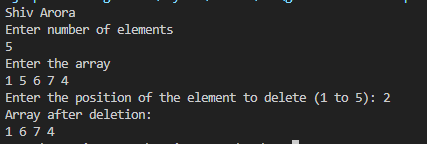 Shiv Arora
Enter number of elements
5
Enter the array
1 5 6 7 4
Enter the position of the element to delete (1 to 5): 2
Array after deletion:
1 6 7 4